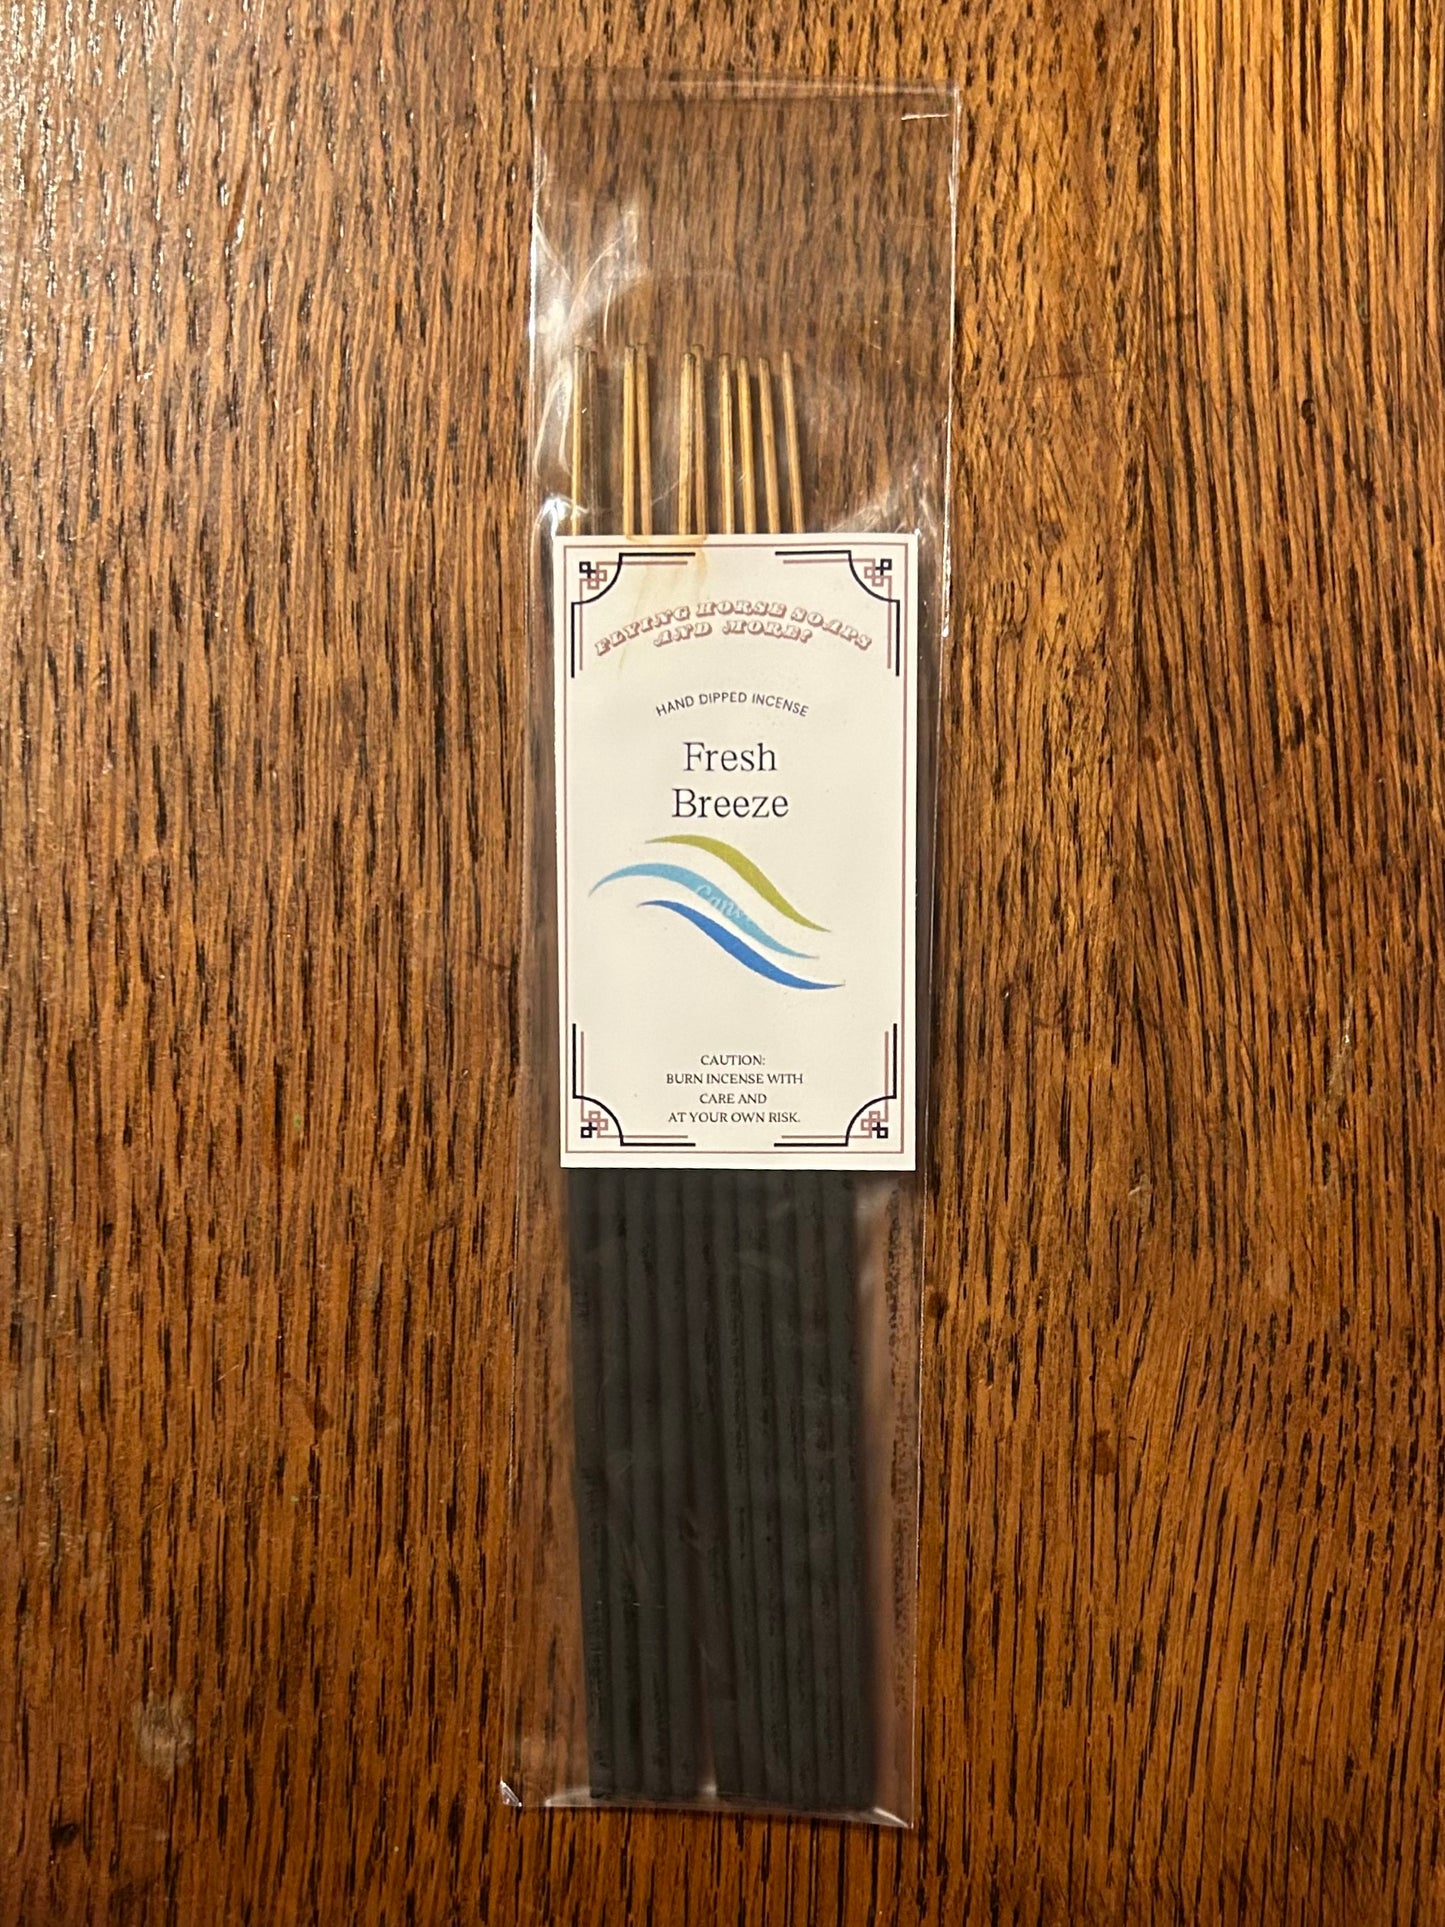 FLYING HORSE SOAPS
AND MORE!
HAND DIPPED INCENSE
Fresh
Breeze
CAUTION:
BURN INCENSE WITH
CARE AND
AT YOUR OWN RISK.